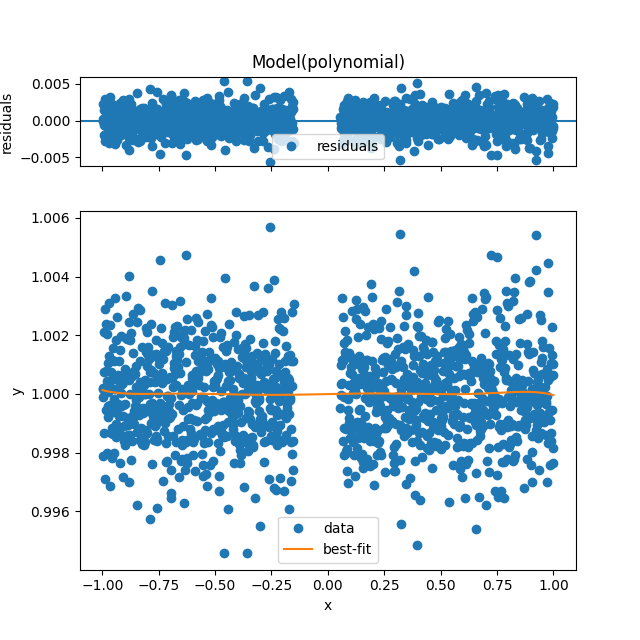 Model(polynomial)
0.005
0.000
−0.005
residuals
residuals
1.006
1.004
1.002
1.000
0.998
0.996
y
data
best-fit
−1.00 −0.75 −0.50 −0.25 0.00 0.25 0.50 0.75 1.00
x